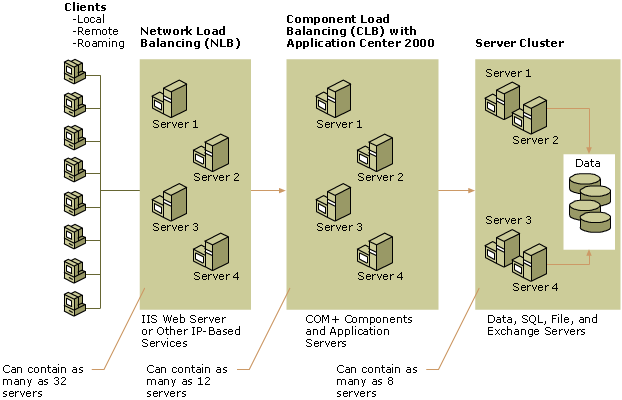 Clients
-Local
-Remote
-Roaming
Network Load
Balancing (NLB)
Server 1
Server 2
Server 3
Server 4
IIS Web Server
or Other IP-Based
Services
Component Load
Balancing (CLB) with
Application Center 2000
Server 1
Server 2
Server 3
Server 4
COM+ Components
and Application
Servers
Server Cluster
Server 1
Server 2
Data
Server 3
Server 4
Data, SQL, File, and
Exchange Servers
Can contain as
many as 32
servers
Can contain as
many as 12
servers
Can contain as
many as 8
servers